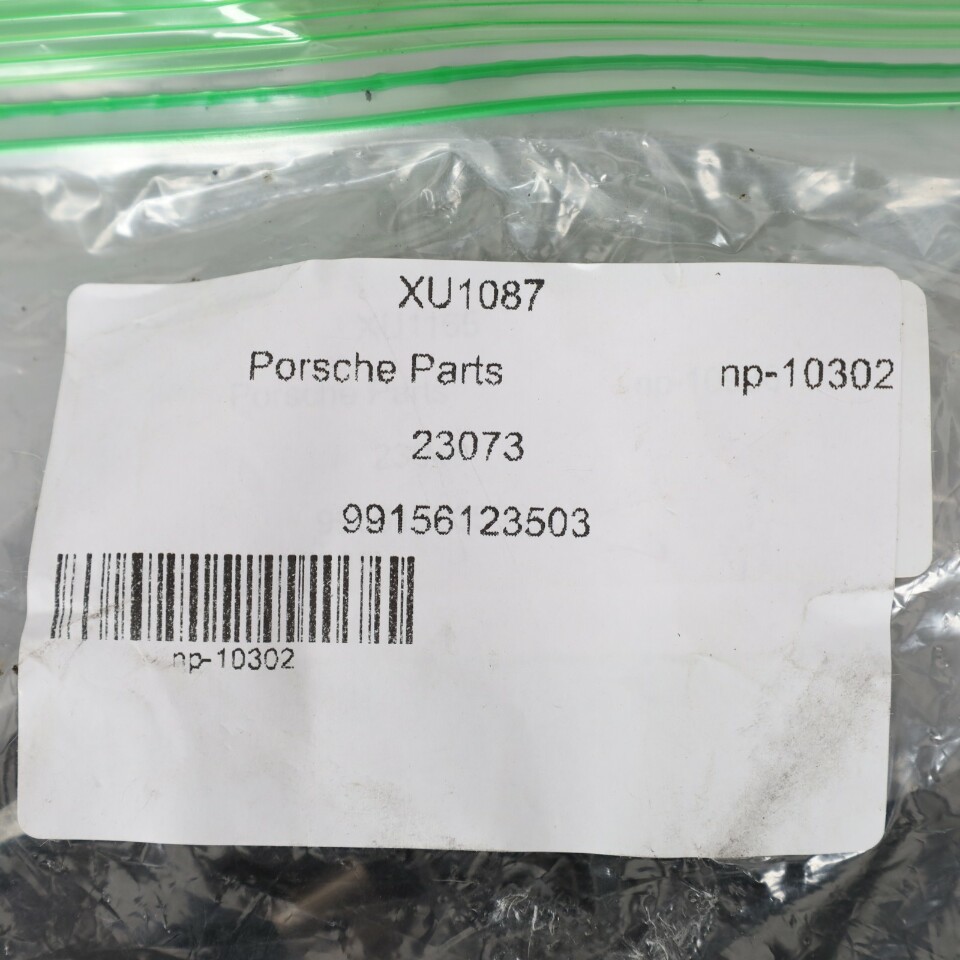 XU1087
Porsche Parts np-10302
23073
99156123503
np-10302